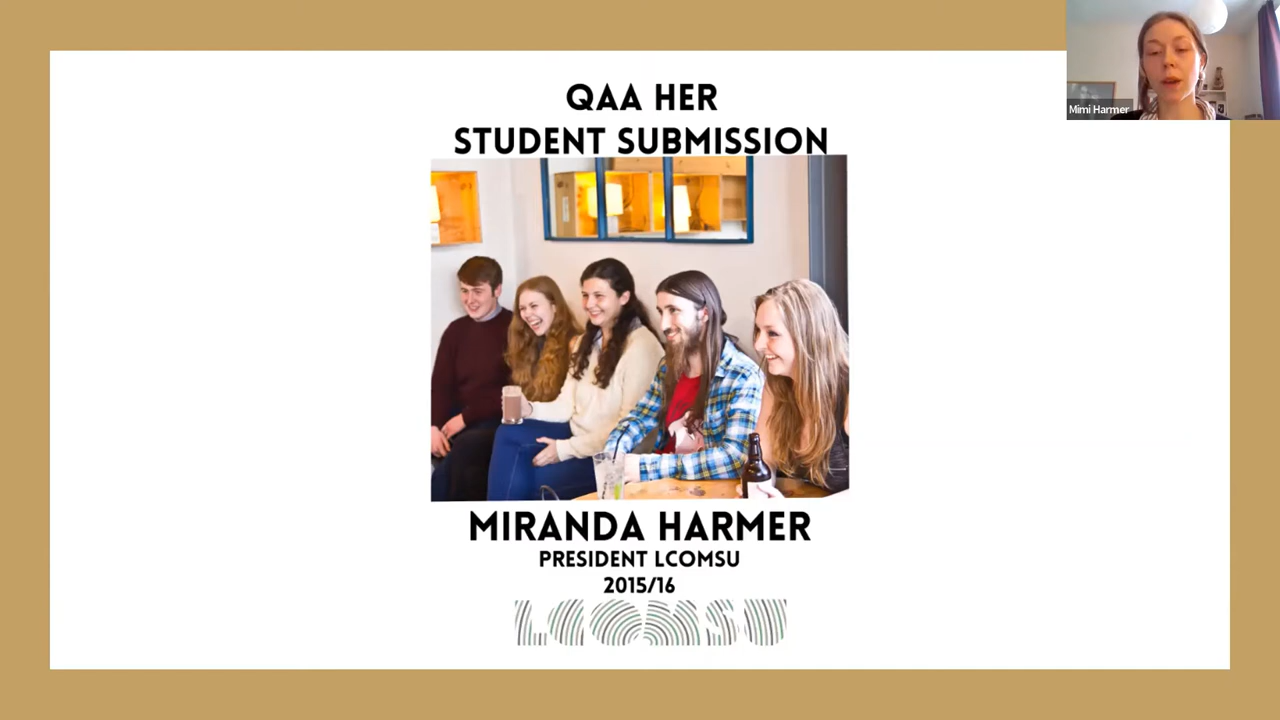 QAA HER
STUDENT SUBMISSION
MIRANDA HARMER
PRESIDENT LCOMSU
2015/16
LCOMSU
Mimi Harmer